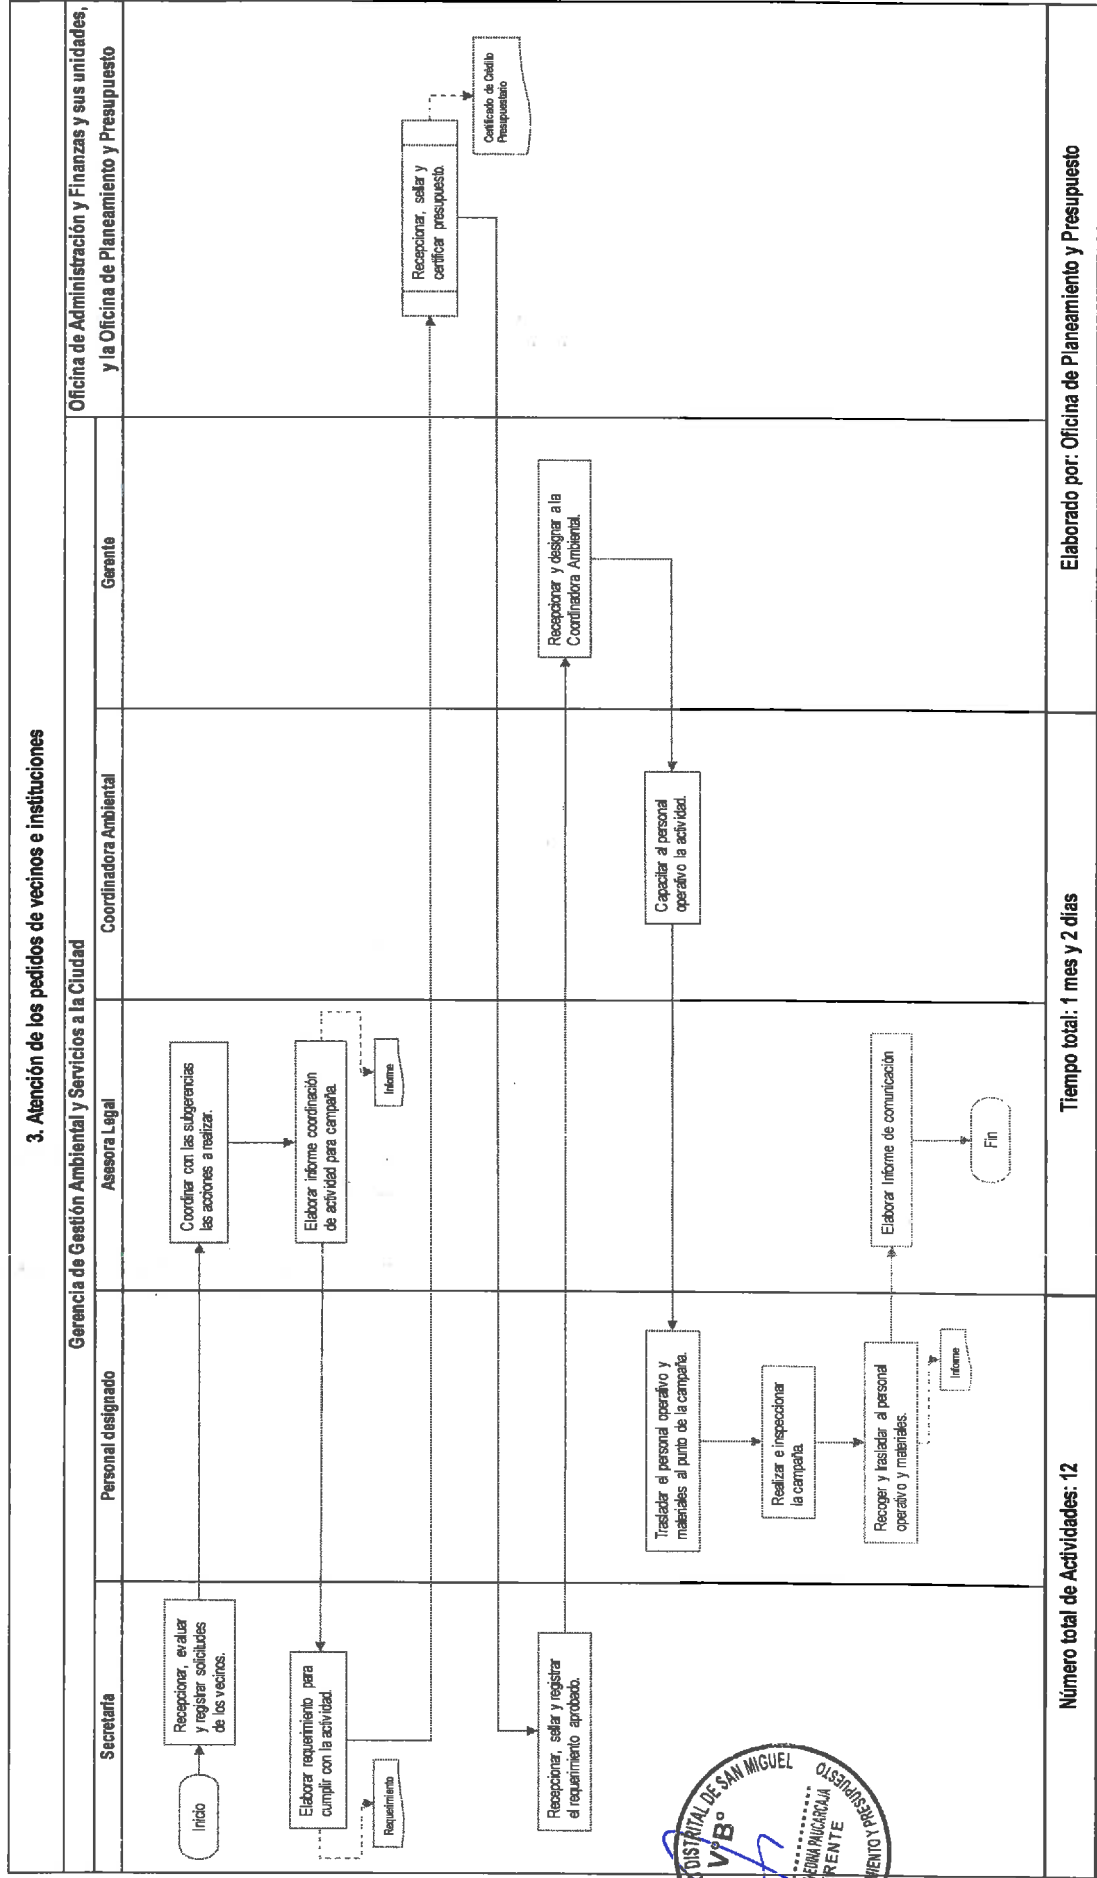 3. Atención de los pedidos de vecinos e instituciones
Gerencia de Gestión Ambiental y Servicios a la Ciudad
Oficina de Administración y Finanzas y sus unidades,
y la Oficina de Planeamiento y Presupuesto
Secretaria
Personal designado
Asesora Legal
Coordinadora Ambiental
Gerente
Inicio
Recepcionar, evaluar
y registrar solicitudes
de los vecinos.
Coordinar con las subgerencias
las acciones a realizar.
Elaborar informe coordinación
de actividad para campaña.
Informe
Elaborar requerimiento para
cumplir con la actividad.
Requerimiento
Recepcionar, sellar y
certificar presupuesto.
Certificado de Crédito
Presupuestario
Recepcionar, sellar y registrar
el requerimiento aprobado.
Recepcionar y designar a la
Coordinadora Ambiental.
Capacitar al personal
operativo la actividad.
Trasladar el personal operativo y
materiales al punto de la campaña.
Realizar e inspeccionar
la campaña.
Recoger y trasladar al personal
operativo y materiales.
Informe
Elaborar Informe de comunicación
Fin
Número total de Actividades: 12
Tiempo total: 1 mes y 2 días
Elaborado por: Oficina de Planeamiento y Presupuesto
DISTRITAL DE SAN MIGUEL
V°B°
PAUCARCAJA
RENTE
MIENTO Y PRESUPUESTO